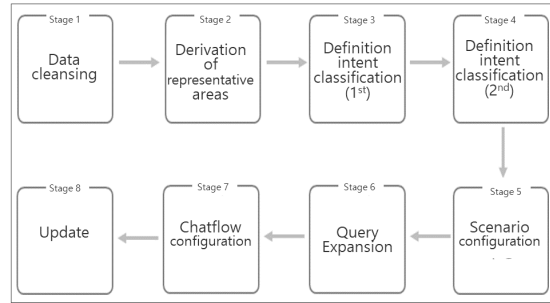 Stage 1
Data
cleansing
Stage 2
Derivation
of
representative
areas
Stage 3
Definition
intent
classification
(1st)
Stage 4
Definition
intent
classification
(2nd)
Stage 5
Scenario
configuration
Stage 6
Query
Expansion
Stage 7
Chatflow
configuration
Stage 8
Update